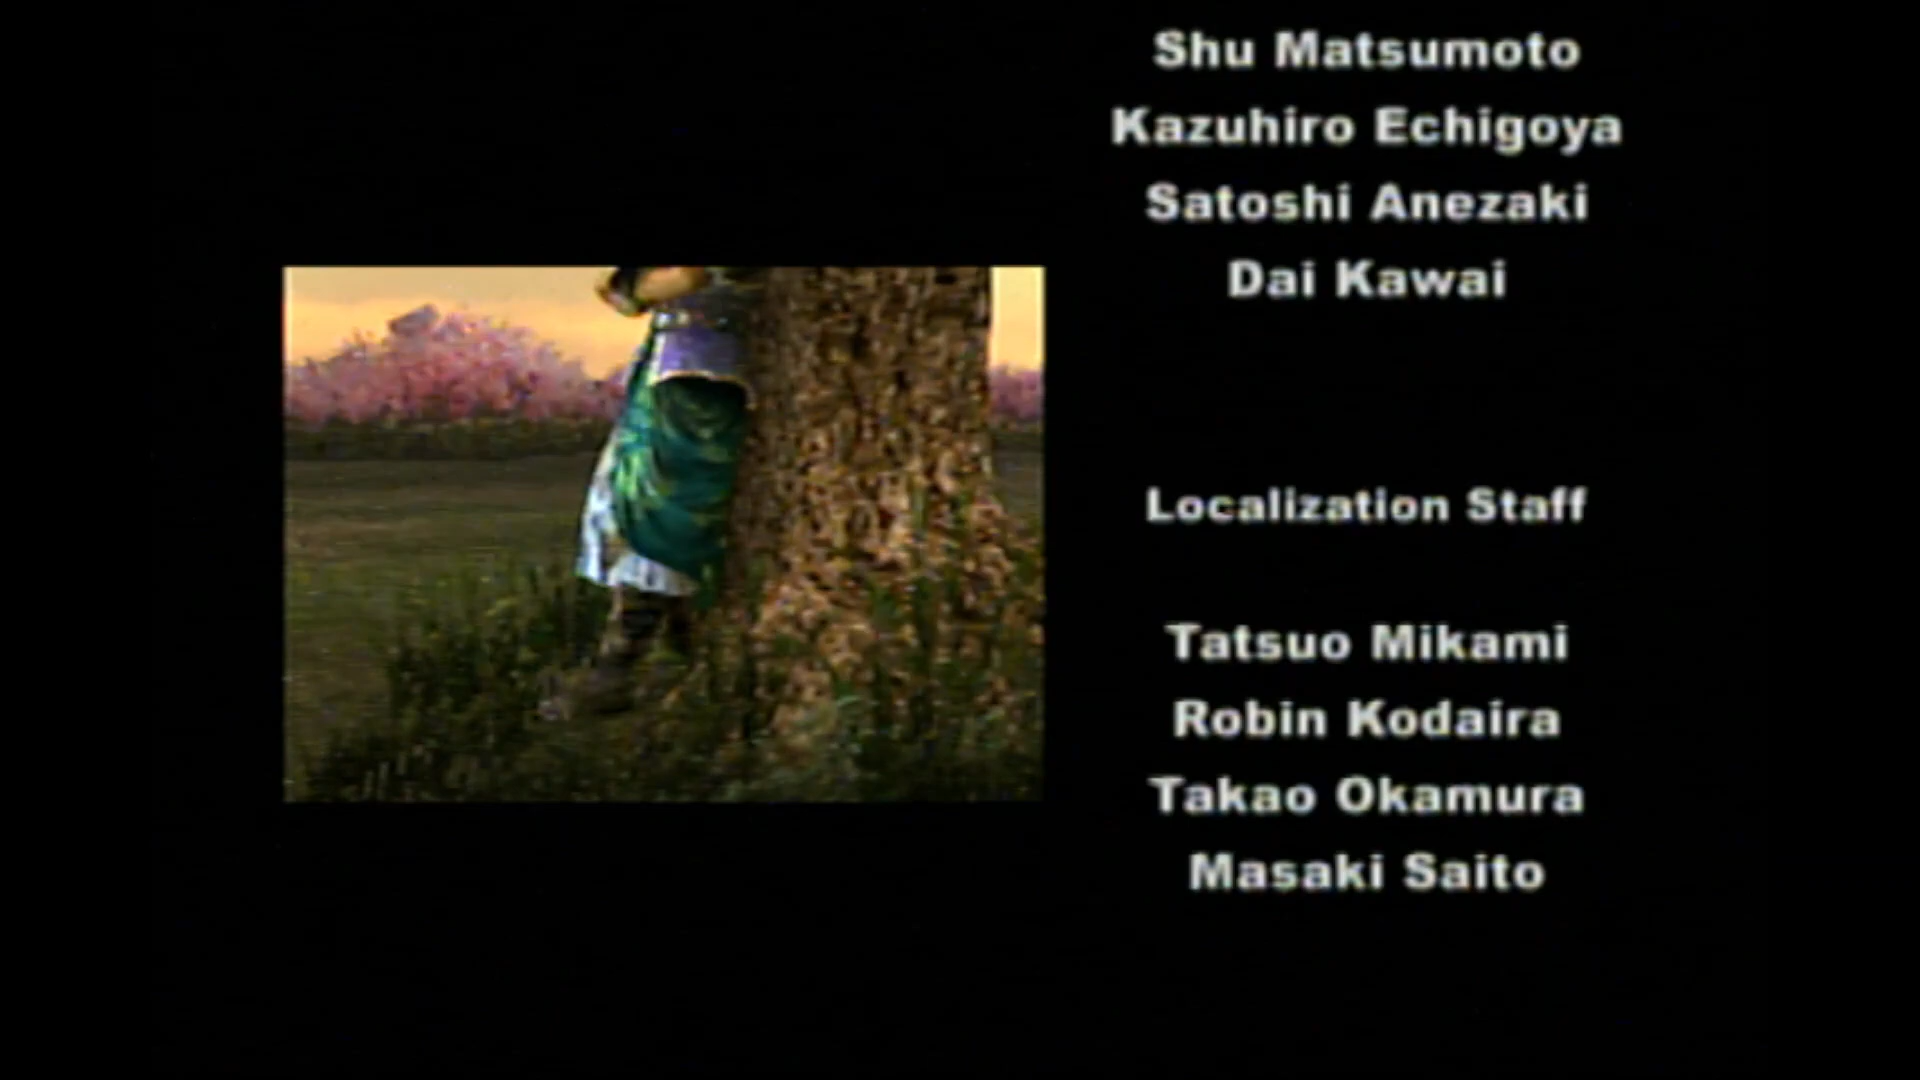 Shu Matsumoto
Kazuhiro Echigoya
Satoshi Anezaki
Dai Kawai
Localization Staff
Tatsuo Mikami
Robin Kodaira
Takao Okamura
Masaki Saito